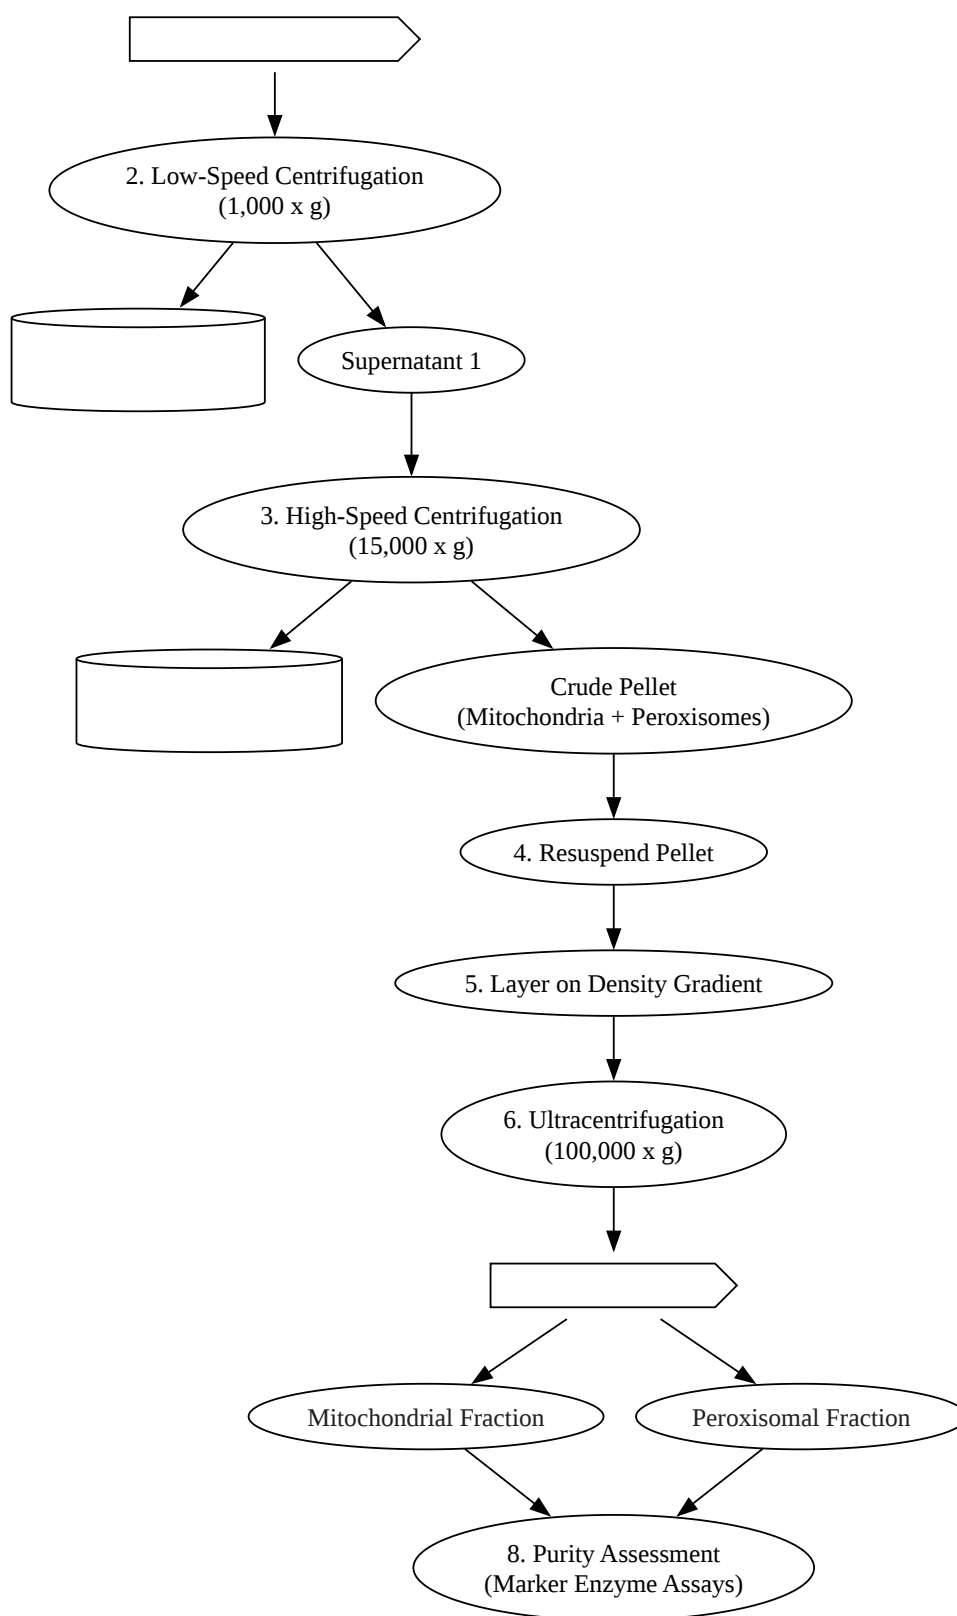 2. Low-Speed Centrifugation
(1,000 x g)
Supernatant 1
3. High-Speed Centrifugation
(15,000 x g)
Crude Pellet
(Mitochondria + Peroxisomes)
4. Resuspend Pellet
5. Layer on Density Gradient
6. Ultracentrifugation
(100,000 x g)
Mitochondrial Fraction
Peroxisomal Fraction
8. Purity Assessment
(Marker Enzyme Assays)